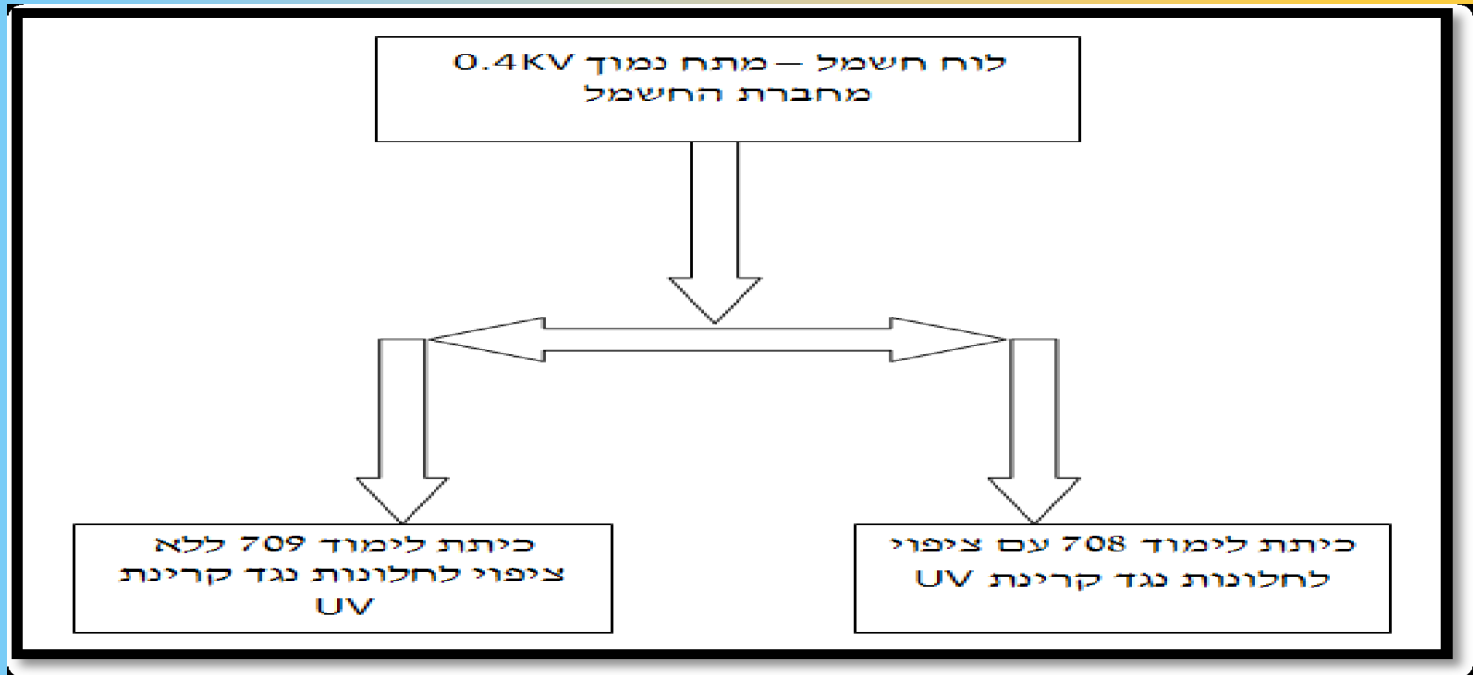 לוח חשמל – מתח נמוך 0.4KV
מחברת החשמל
כיתת לימוד 708 עם ציפוי
לחלונות נגד קרינת UV
כיתת לימוד 709 ללא
ציפוי לחלונות נגד קרינת
UV